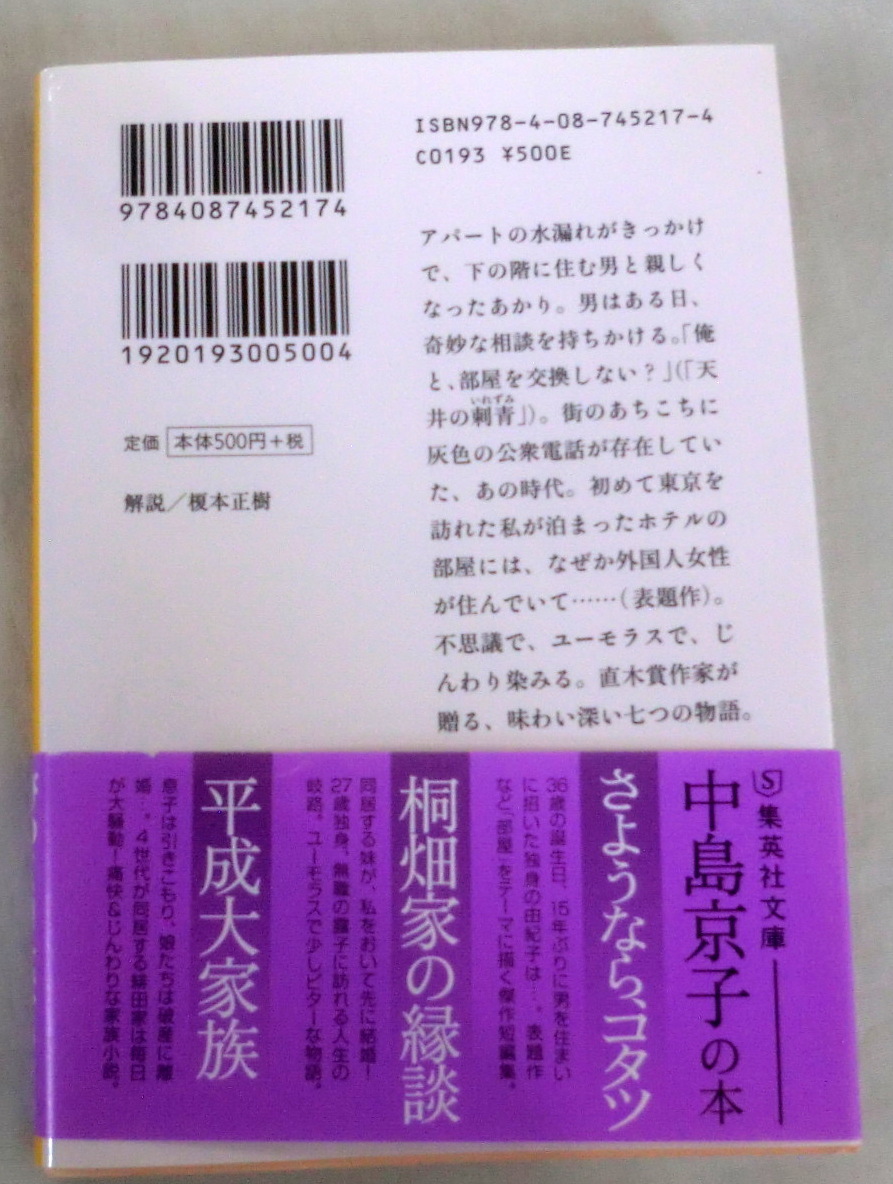 ISBN978-4-08-745217-4
C0193 ¥500E
9784087452174
1920193005004
定価 本体500円+税
解説／榎本正樹
アパートの水漏れがきっかけ
で、下の階に住む男と親しく
なったあかり。男はある日、
奇妙な相談を持ちかける。「俺
と、部屋を交換しない？」(「天
いれずみ
井の刺青」)。街のあちこちに
灰色の公衆電話が存在してい
た、あの時代。初めて東京を
訪れた私が泊まったホテルの
部屋には、なぜか外国人女性
が住んでいて……(表題作)。
不思議で、ユーモラスで、じ
んわり染みる。直木賞作家が
贈る、味わい深い七つの物語。
S 集英社文庫
中島京子の本
さようなら、コタツ
36歳の誕生日、15年ぶりに男を住まい
に招いた独身の由紀子は…。表題作
など「部屋」をテーマに描く傑作短編集。
桐畑家の縁談
同居する妹が、私をおいて先に結婚！
27歳独身、無職の露子に訪れる人生の
岐路。ユーモラスで少しビターな物語。
平成大家族
息子は引きこもり、娘たちは破産に離
婚…。4世代が同居する緋田家は毎日
が大騒動！痛快&じんわりな家族小説。